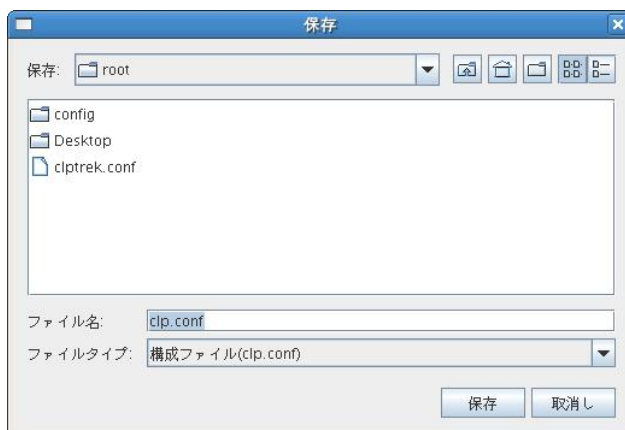 保存
保存: root
config
Desktop
clptrek.conf
ファイル名: clp.conf
ファイルタイプ: 構成ファイル(clp.conf)
保存 取消し